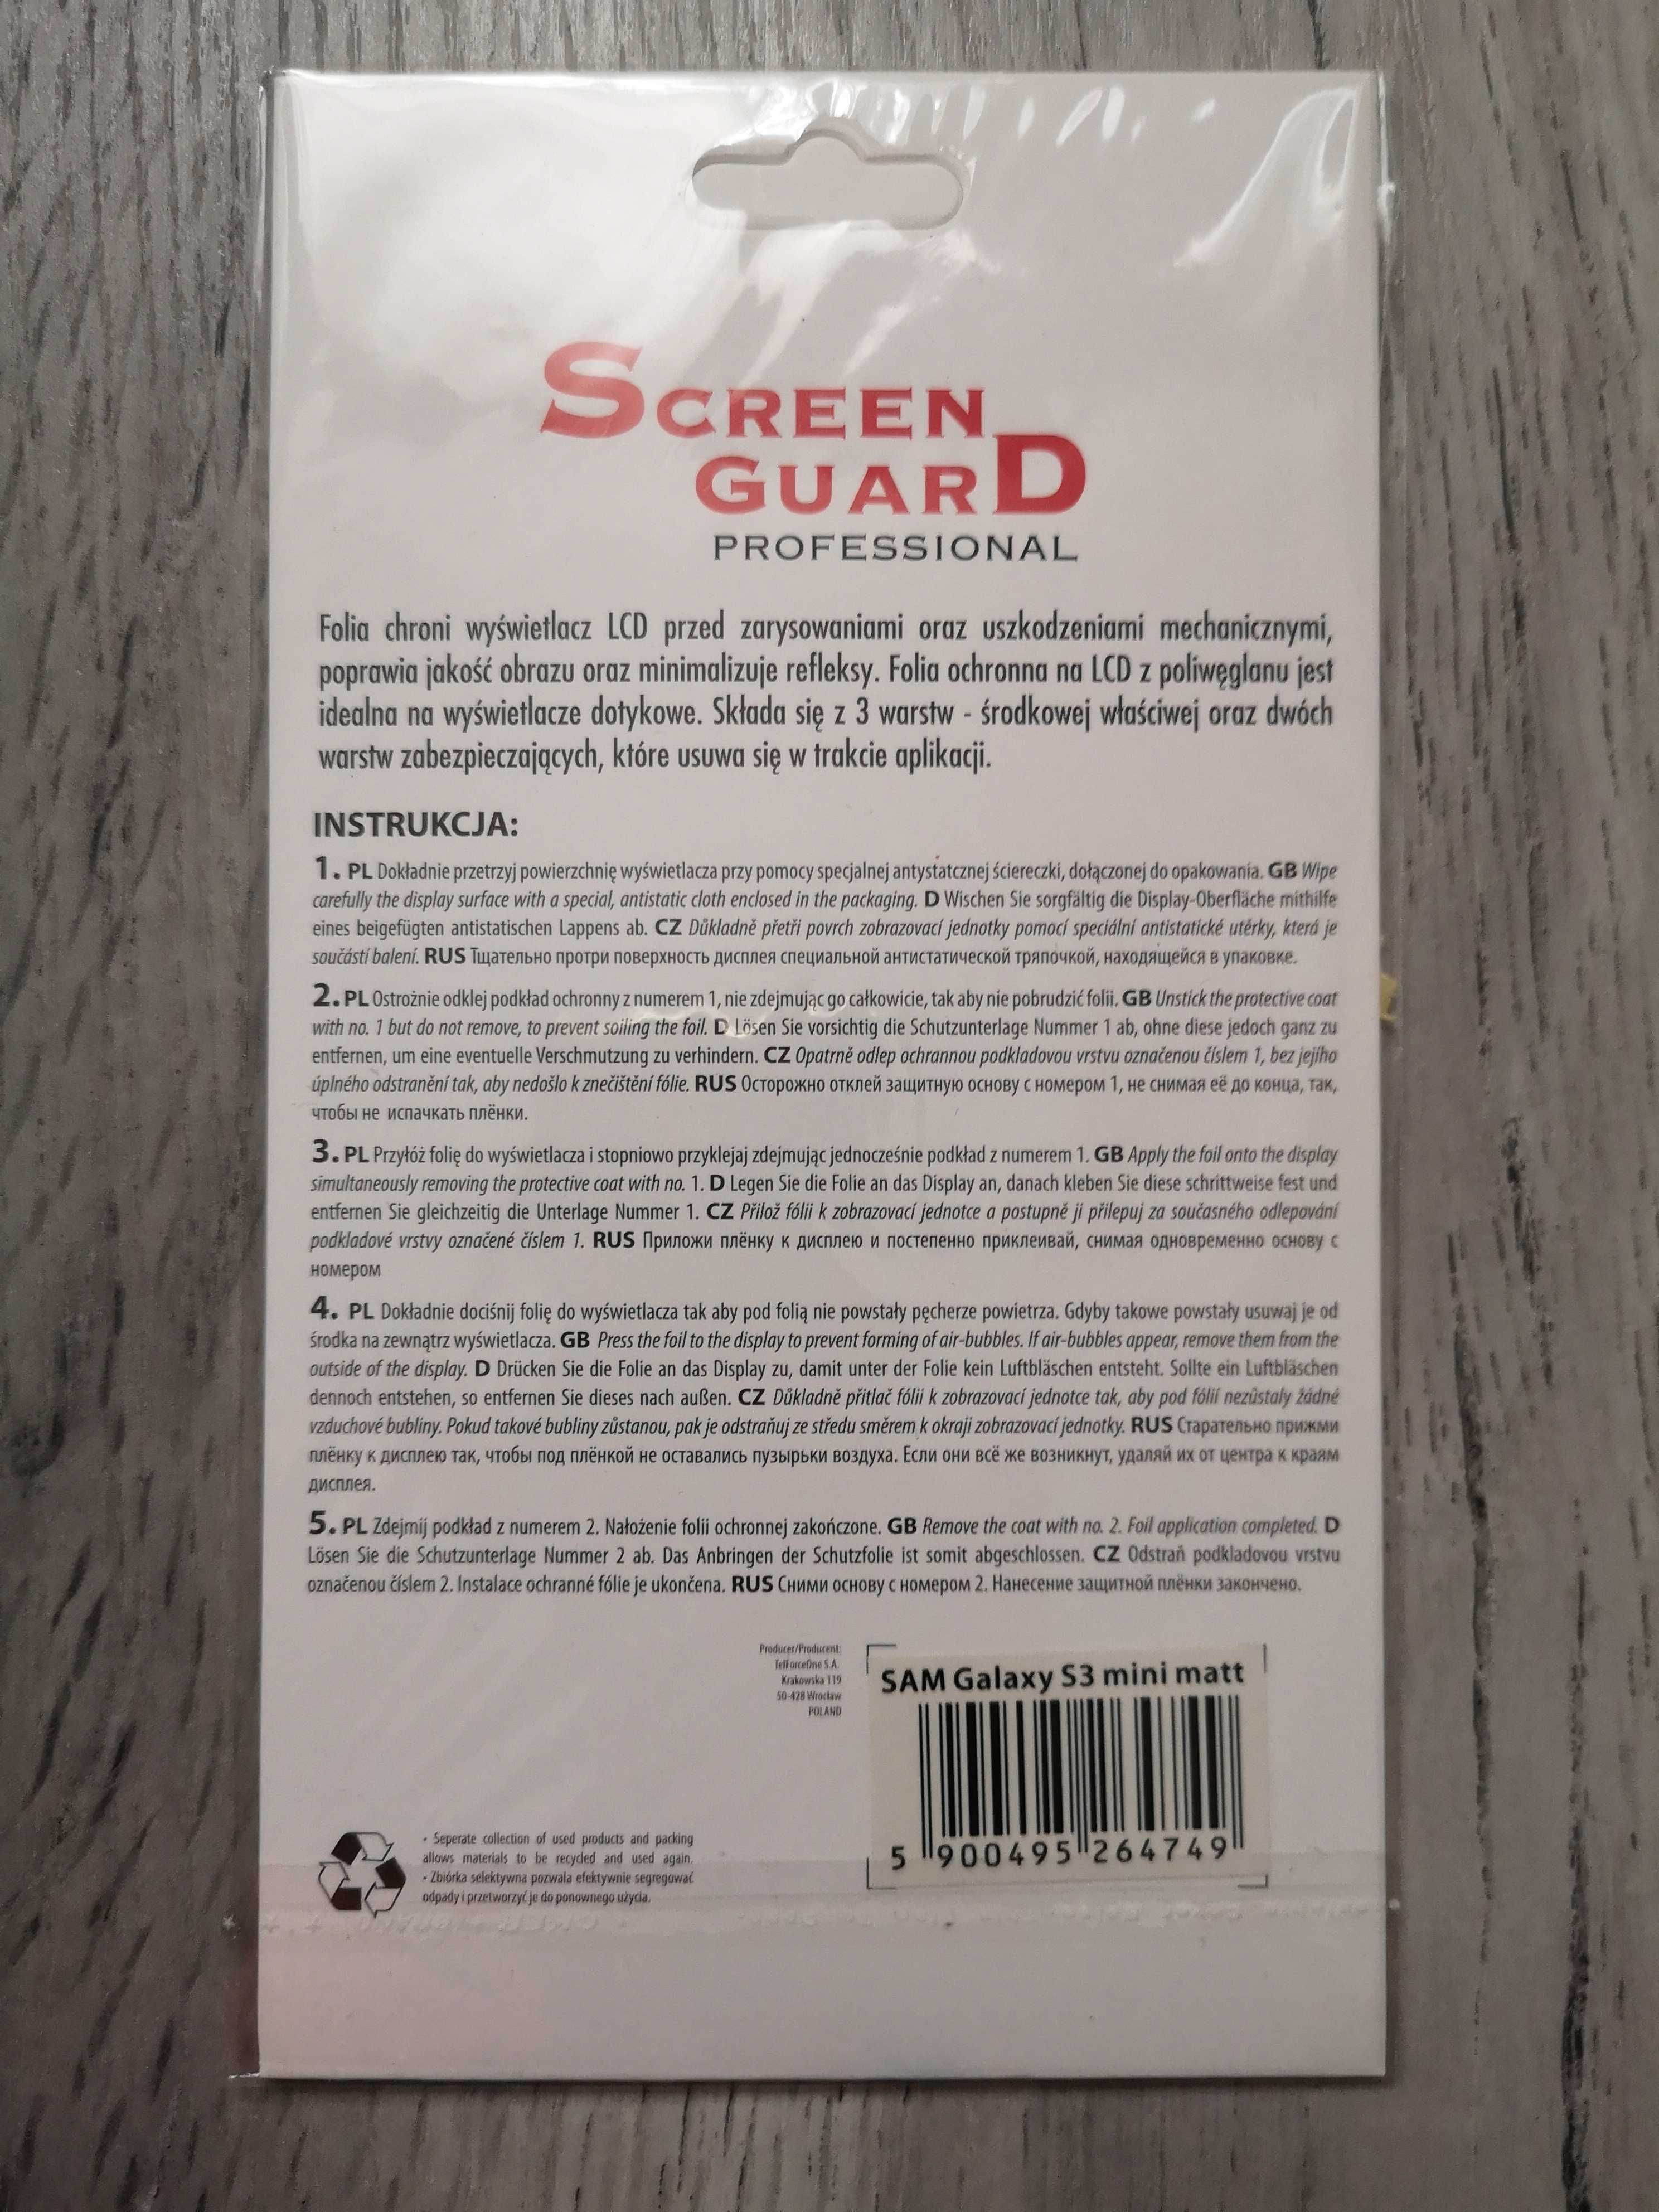 SCREEN
GUARD
PROFESSIONAL
Folia chroni wyświetlacz LCD przed zarysowaniami oraz uszkodzeniami mechanicznymi,
poprawia jakość obrazu oraz minimalizuje refleksy. Folia ochronna na LCD z poliwęglanu jest
idealna na wyświetlacze dotykowe. Składa się z 3 warstw - środkowej właściwej oraz dwóch
warstw zabezpieczających, które usuwa się w trakcie aplikacji.
INSTRUKCJA:
1. PL Dokładnie przetrzyj powierzchnię wyświetlacza przy pomocy specjalnej antystatcznej ściereczki, dołączonej do opakowania. GB Wipe
carefully the display surface with a special, antistatic cloth enclosed in the packaging. D Wischen Sie sorgfältig die Display-Oberfläche mithilfe
eines beigefügten antistatischen Lappens ab. CZ Důkladně přetři povrch zobrazovací jednotky pomocí speciální antistatické utěrky, která je
součástí balení. RUS Тщательно протри поверхность дисплея специальной антистатической тряпочкой, находящейся в упаковке.
2. PL Ostrożnie odklej podkład ochronny z numerem 1, nie zdejmując go całkowicie, tak aby nie pobrudzić folii. GB Unstick the protective coat
with no. 1 but do not remove, to prevent soiling the foil. D Lösen Sie vorsichtig die Schutzunterlage Nummer 1 ab, ohne diese jedoch ganz zu
entfernen, um eine eventuelle Verschmutzung zu verhindern. CZ Opatrně odlep ochrannou podkladovou vrstvu označenou číslem 1, bez jejího
úplného odstranění tak, aby nedošlo k znečištění fólie. RUS Осторожно отклей защитную основу с номером 1, не снимая её до конца, так,
чтобы не испачкать плёнки.
3. PL Przyłóż folię do wyświetlacza i stopniowo przyklejaj zdejmując jednocześnie podkład z numerem 1. GB Apply the foil onto the display
simultaneously removing the protective coat with no. 1. D Legen Sie die Folie an das Display an, danach kleben Sie diese schrittweise fest und
entfernen Sie gleichzeitig die Unterlage Nummer 1. CZ Přilož fólii k zobrazovací jednotce a postupně ji přilepuj za současného odlepování
podkladové vrstvy označené číslem 1. RUS Приложи плёнку к дисплею и постепенно приклеивай, снимая одновременно основу с
номером
4. PL Dokładnie dociśnij folię do wyświetlacza tak aby pod folią nie powstały pęcherze powietrza. Gdyby takowe powstały usuwaj je od
środka na zewnątrz wyświetlacza. GB Press the foil to the display to prevent forming of air-bubbles. If air-bubbles appear, remove them from the
outside of the display. D Drücken Sie die Folie an das Display zu, damit unter der Folie kein Luftbläschen entsteht. Sollte ein Luftbläschen
dennoch entstehen, so entfernen Sie dieses nach außen. CZ Důkladně přitlač fólii k zobrazovací jednotce tak, aby pod fólií nezůstaly žádné
vzduchové bubliny. Pokud takové bubliny zůstanou, pak je odstraňuj ze středu směrem k okraji zobrazovací jednotky. RUS Старательно прижми
плёнку к дисплею так, чтобы под плёнкой не оставались пузырьки воздуха. Если они всё же возникнут, удаляй их от центра к краям
дисплея.
5. PL Zdejmij podkład z numerem 2. Nałożenie folii ochronnej zakończone. GB Remove the coat with no. 2. Foil application completed. D
Lösen Sie die Schutzunterlage Nummer 2 ab. Das Anbringen der Schutzfolie ist somit abgeschlossen. CZ Odstraň podkladovou vrstvu
označenou číslem 2. Instalace ochranné fólie je ukončena. RUS Сними основу с номером 2. Нанесение защитной плёнки закончено.
Producer/Producent:
TelForceOne S.A.
Krakowska 119
50-428 Wrocław
POLAND
SAM Galaxy S3 mini matt
5 900495 264749
• Seperate collection of used products and packing
allows materials to be recycled and used again.
• Zbiórka selektywna pozwala efektywnie segregować
odpady i przetworzyć je do ponownego użycia.